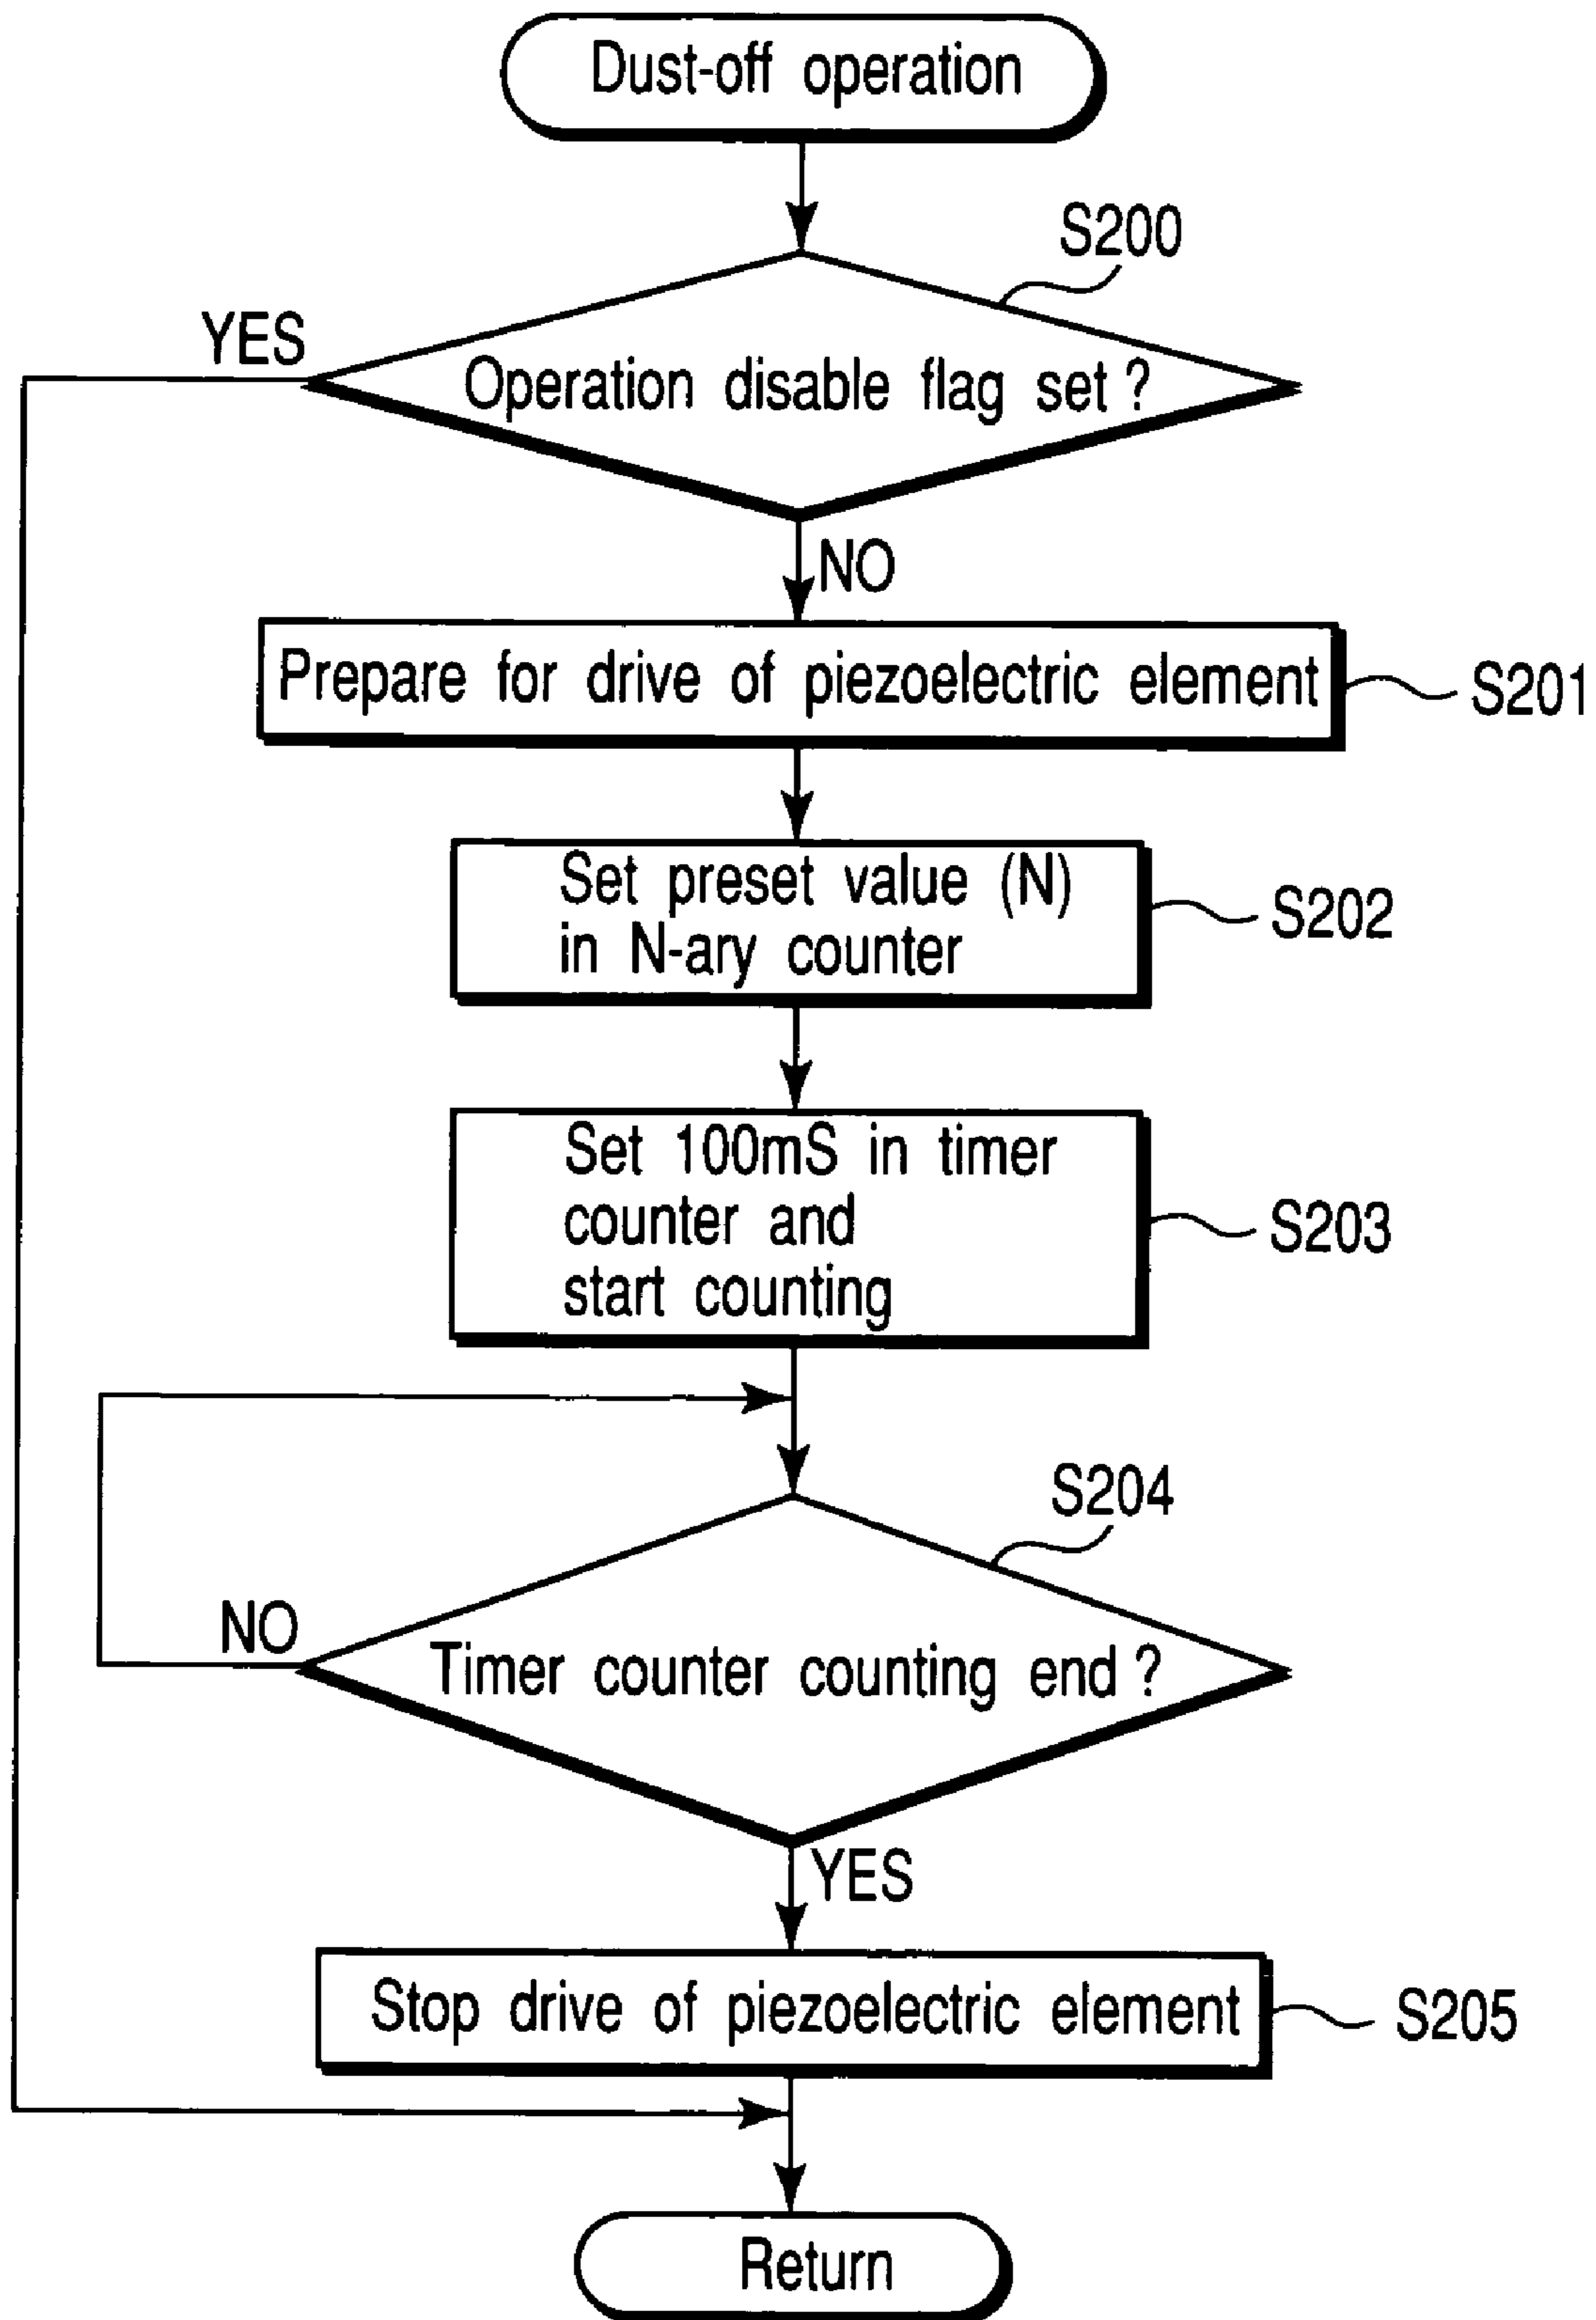 Dust-off operation
S200
YES
Operation disable flag set ?
NO
Prepare for drive of piezoelectric element
S201
Set preset value (N)
in N-ary counter
S202
Set 100mS in timer
counter and
start counting
S203
S204
NO
Timer counter counting end ?
YES
Stop drive of piezoelectric element
S205
Return